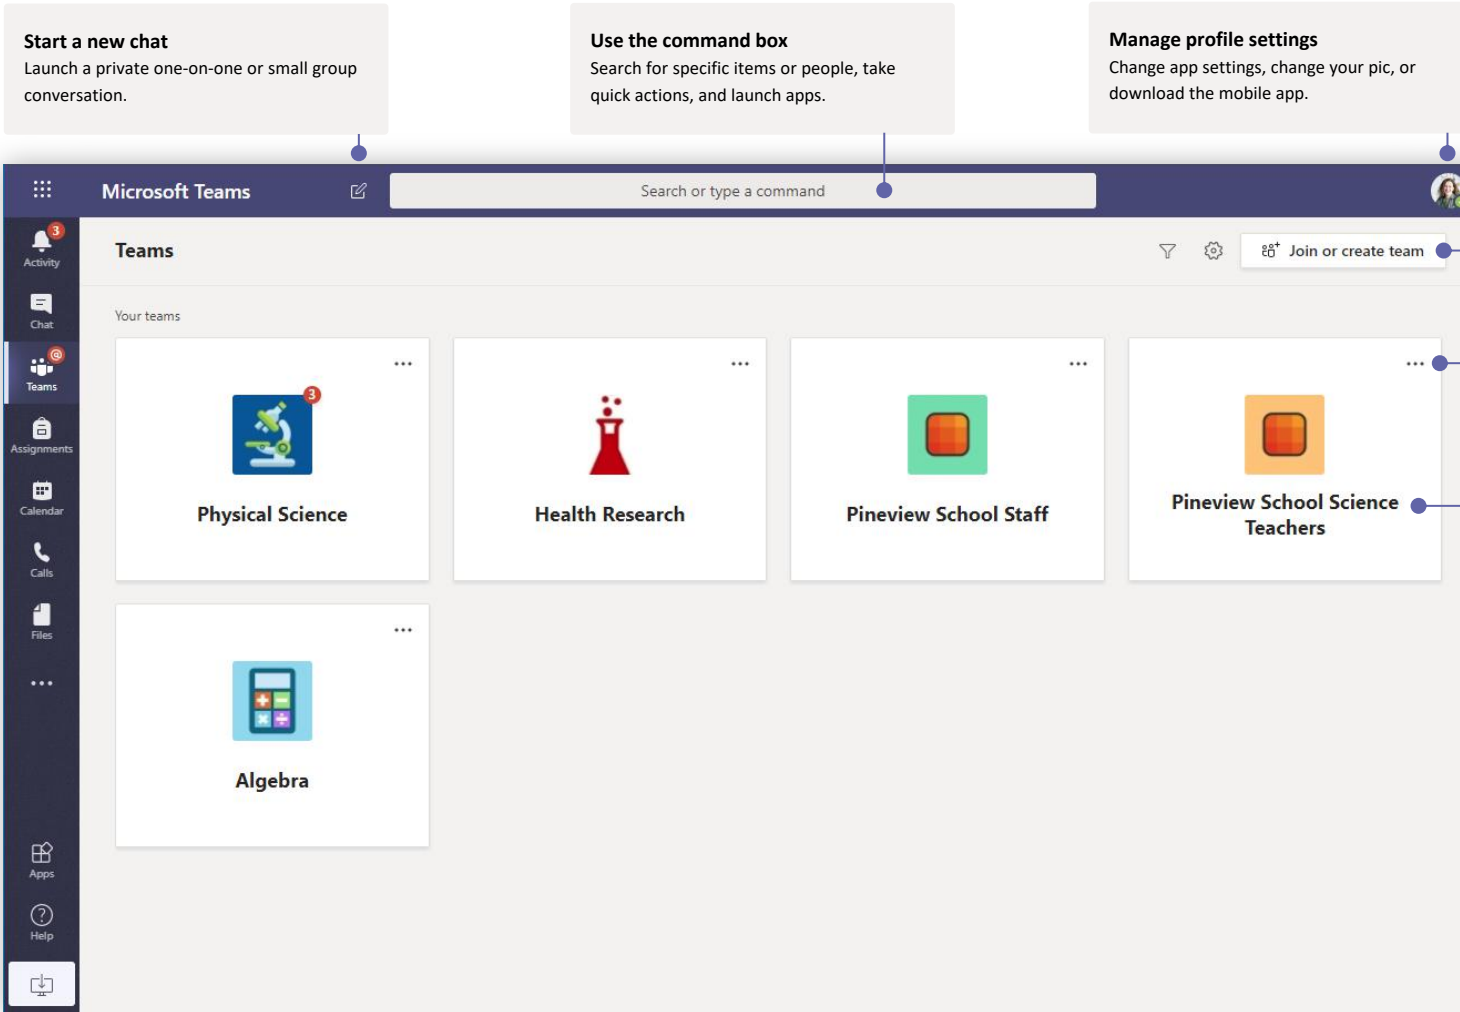 Start a new chat
Launch a private one-on-one or small group
conversation.
Use the command box
Search for specific items or people, take
quick actions, and launch apps.
Manage profile settings
Change app settings, change your pic, or
download the mobile app.
Microsoft Teams
Search or type a command
3
Activity
Chat
@
Teams
Assignments
Calendar
Calls
Files
Apps
Help
Teams
Join or create team
Your teams
3
Physical Science
Health Research
Pineview School Staff
Pineview School Science
Teachers
Algebra